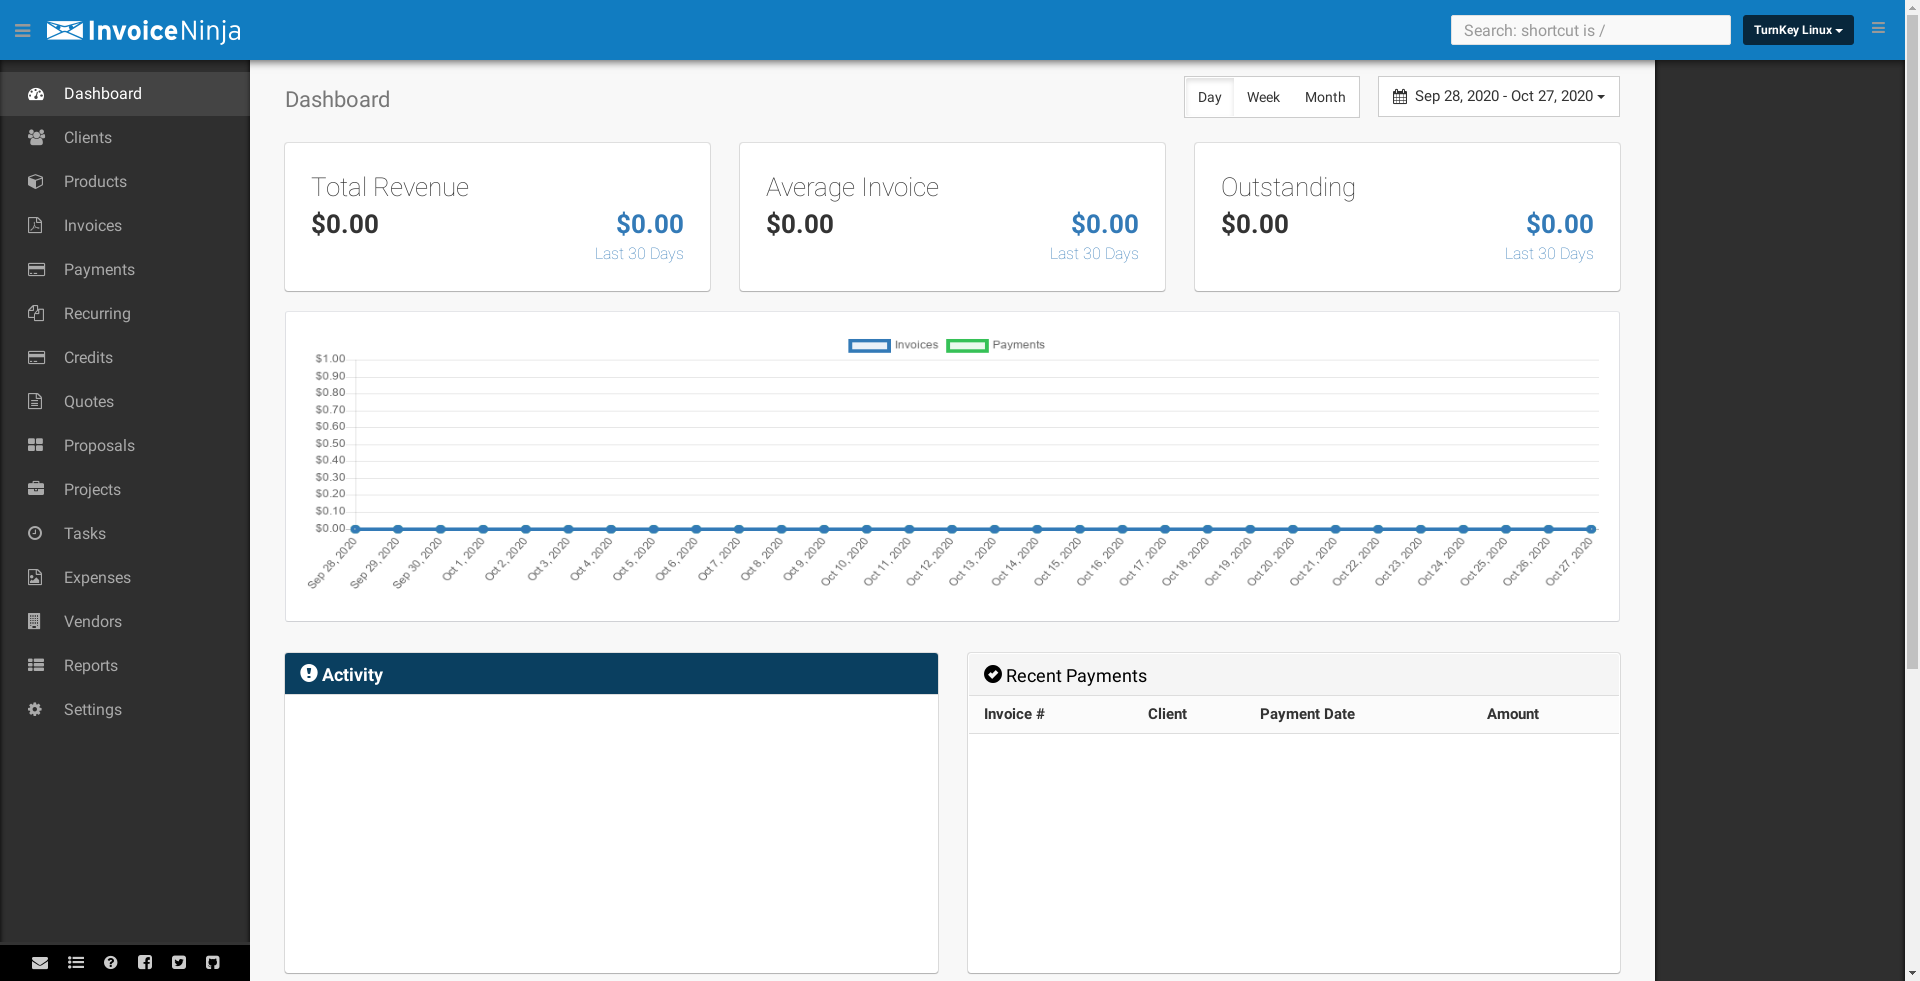 InvoiceNinja
Search: shortcut is /
TurnKey Linux
Dashboard
Clients
Products
Invoices
Payments
Recurring
Credits
Quotes
Proposals
Projects
Tasks
Expenses
Vendors
Reports
Settings
Dashboard
Day Week Month
Sep 28, 2020 - Oct 27, 2020
Total Revenue
$0.00 $0.00
Last 30 Days
Average Invoice
$0.00 $0.00
Last 30 Days
Outstanding
$0.00 $0.00
Last 30 Days
Invoices Payments
$1.00
$0.90
$0.80
$0.70
$0.60
$0.50
$0.40
$0.30
$0.20
$0.10
$0.00
Sep 28, 2020
Sep 29, 2020
Sep 30, 2020
Oct 1, 2020
Oct 2, 2020
Oct 3, 2020
Oct 4, 2020
Oct 5, 2020
Oct 6, 2020
Oct 7, 2020
Oct 8, 2020
Oct 9, 2020
Oct 10, 2020
Oct 11, 2020
Oct 12, 2020
Oct 13, 2020
Oct 14, 2020
Oct 15, 2020
Oct 16, 2020
Oct 17, 2020
Oct 18, 2020
Oct 19, 2020
Oct 20, 2020
Oct 21, 2020
Oct 22, 2020
Oct 23, 2020
Oct 24, 2020
Oct 25, 2020
Oct 26, 2020
Oct 27, 2020
Activity
Recent Payments
Invoice # Client Payment Date Amount